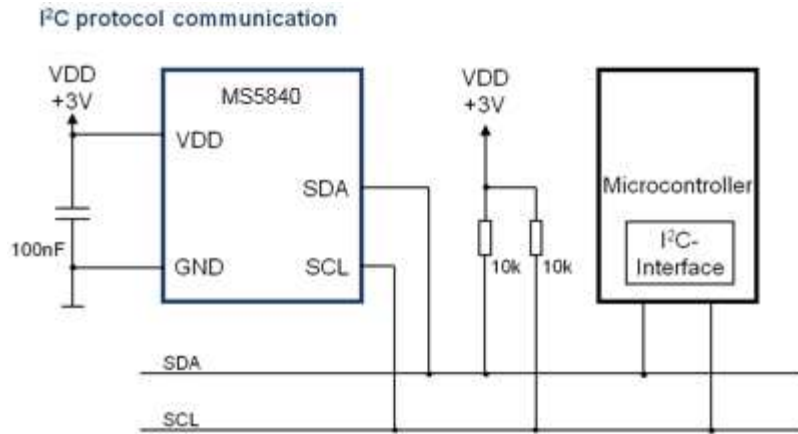 I²C protocol communication
VDD
+3V
MS5840
VDD
SDA
100nF
GND
SCL
VDD
+3V
10k
10k
Microcontroller
I²C-
Interface
SDA
SCL